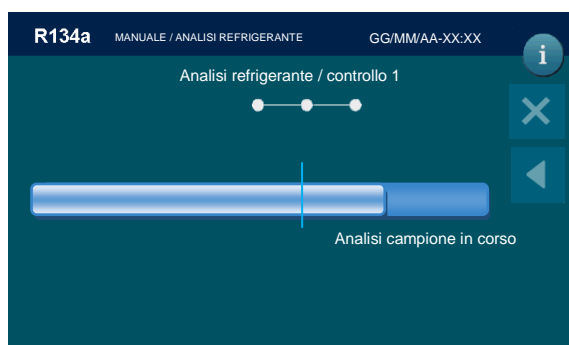 R134a MANUALE / ANALISI REFRIGERANTE GG/MM/AA-XX:XX
i
Analisi refrigerante / controllo 1
Analisi campione in corso